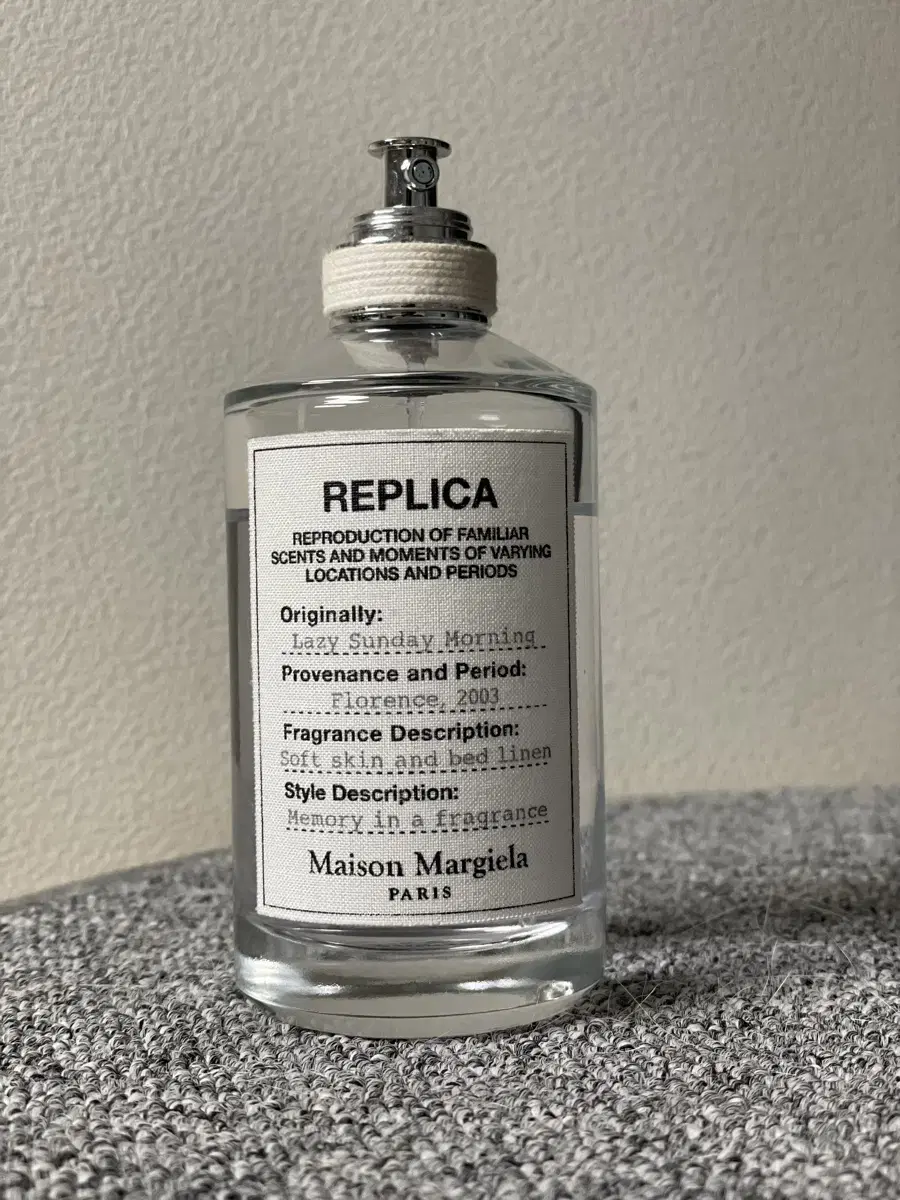 REPLICA
REPRODUCTION OF FAMILIAR
SCENTS AND MOMENTS OF VARYING
LOCATIONS AND PERIODS
Originally:
Lazy Sunday Morning
Provenance and Period:
Florence, 2003
Fragrance Description:
Soft skin and bed linen
Style Description:
Memory in a fragrance
Maison Margiela
PARIS